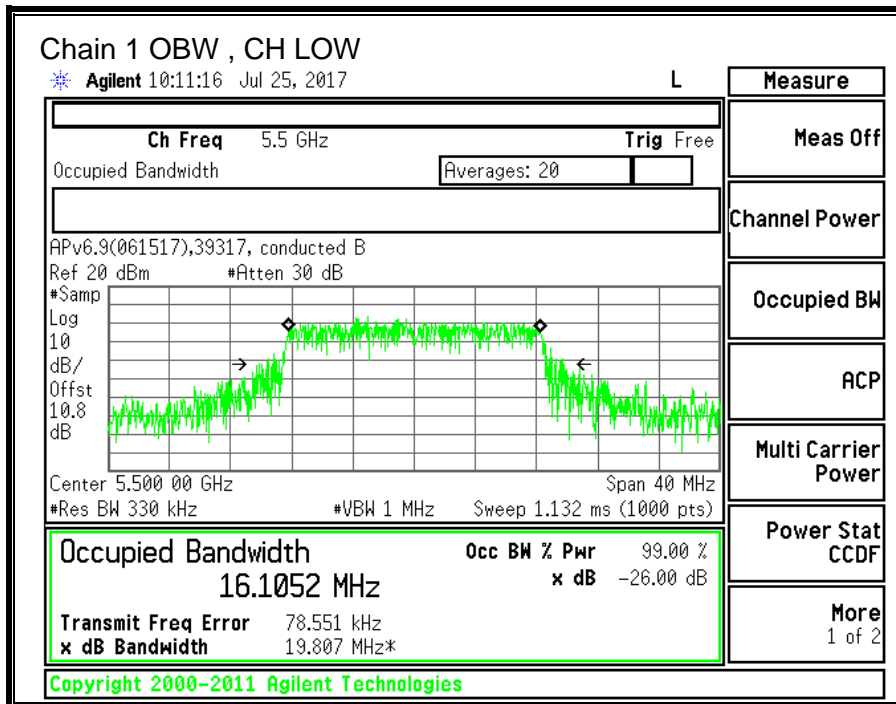 Chain 1 OBW , CH LOW
Agilent 10:11:16 Jul 25, 2017 L
Measure
Ch Freq 5.5 GHz Trig Free
Meas Off
Occupied Bandwidth Averages: 20
Channel Power
APv6.9(061517),39317, conducted B
Ref 20 dBm #Atten 30 dB
#Samp
Log
10
dB/
Offst
10.8
dB
Occupied BW
ACP
Multi Carrier
Power
Center 5.500 00 GHz Span 40 MHz
#Res BW 330 kHz #VBW 1 MHz Sweep 1.132 ms (1000 pts)
Occupied Bandwidth Occ BW % Pwr 99.00 %
16.1052 MHz x dB -26.00 dB
Power Stat
CCDF
Transmit Freq Error 78.551 kHz
x dB Bandwidth 19.807 MHz*
More
1 of 2
Copyright 2000-2011 Agilent Technologies